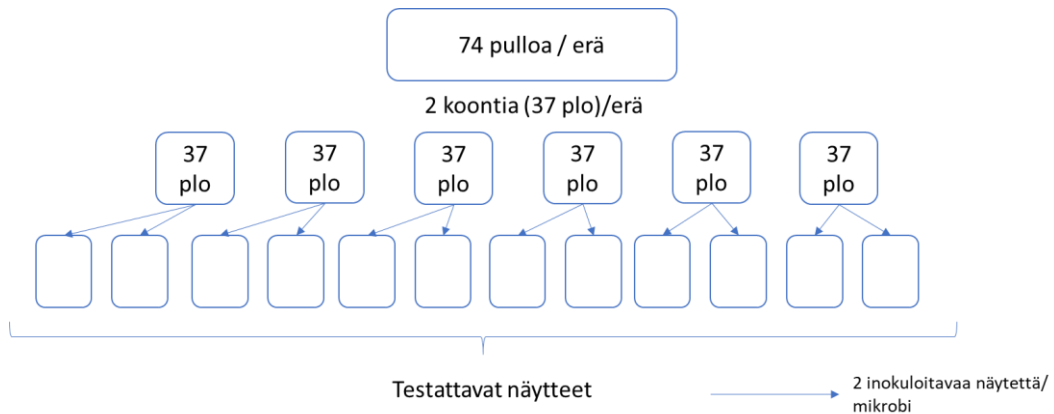 74 pulloa / erä
2 koontia (37 plo)/erä
37 plo
37 plo
37 plo
37 plo
37 plo
37 plo
Testattavat näytteet
2 inokuloitavaa näytettä/
mikrobi